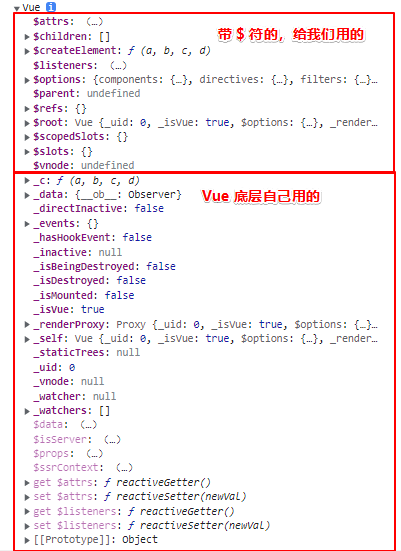 Vue i
$attrs: (…)
$children: []
$createElement: ƒ (a, b, c, d)
$listeners: (…)
$options: {components: {…}, directives: {…}, filters: {…}…
$parent: undefined
$refs: {}
$root: Vue {_uid: 0, _isVue: true, $options: {…}, _render…
$scopedSlots: {}
$slots: {}
$vnode: undefined
带 $ 符的，给我们用的
_c: ƒ (a, b, c, d)
_data: {__ob__: Observer}
_directInactive: false
_events: {}
_hasHookEvent: false
_inactive: null
_isBeingDestroyed: false
_isDestroyed: false
_isMounted: false
_isVue: true
_renderProxy: Proxy {_uid: 0, _isVue: true, $options: {…}…
_self: Vue {_uid: 0, _isVue: true, $options: {…}, _render…
_staticTrees: null
_uid: 0
_vnode: null
_watcher: null
_watchers: []
$data: (…)
$isServer: (…)
$props: (…)
$ssrContext: (…)
get $attrs: ƒ reactiveGetter()
set $attrs: ƒ reactiveSetter(newVal)
get $listeners: ƒ reactiveGetter()
set $listeners: ƒ reactiveSetter(newVal)
[[Prototype]]: Object
Vue 底层自己用的